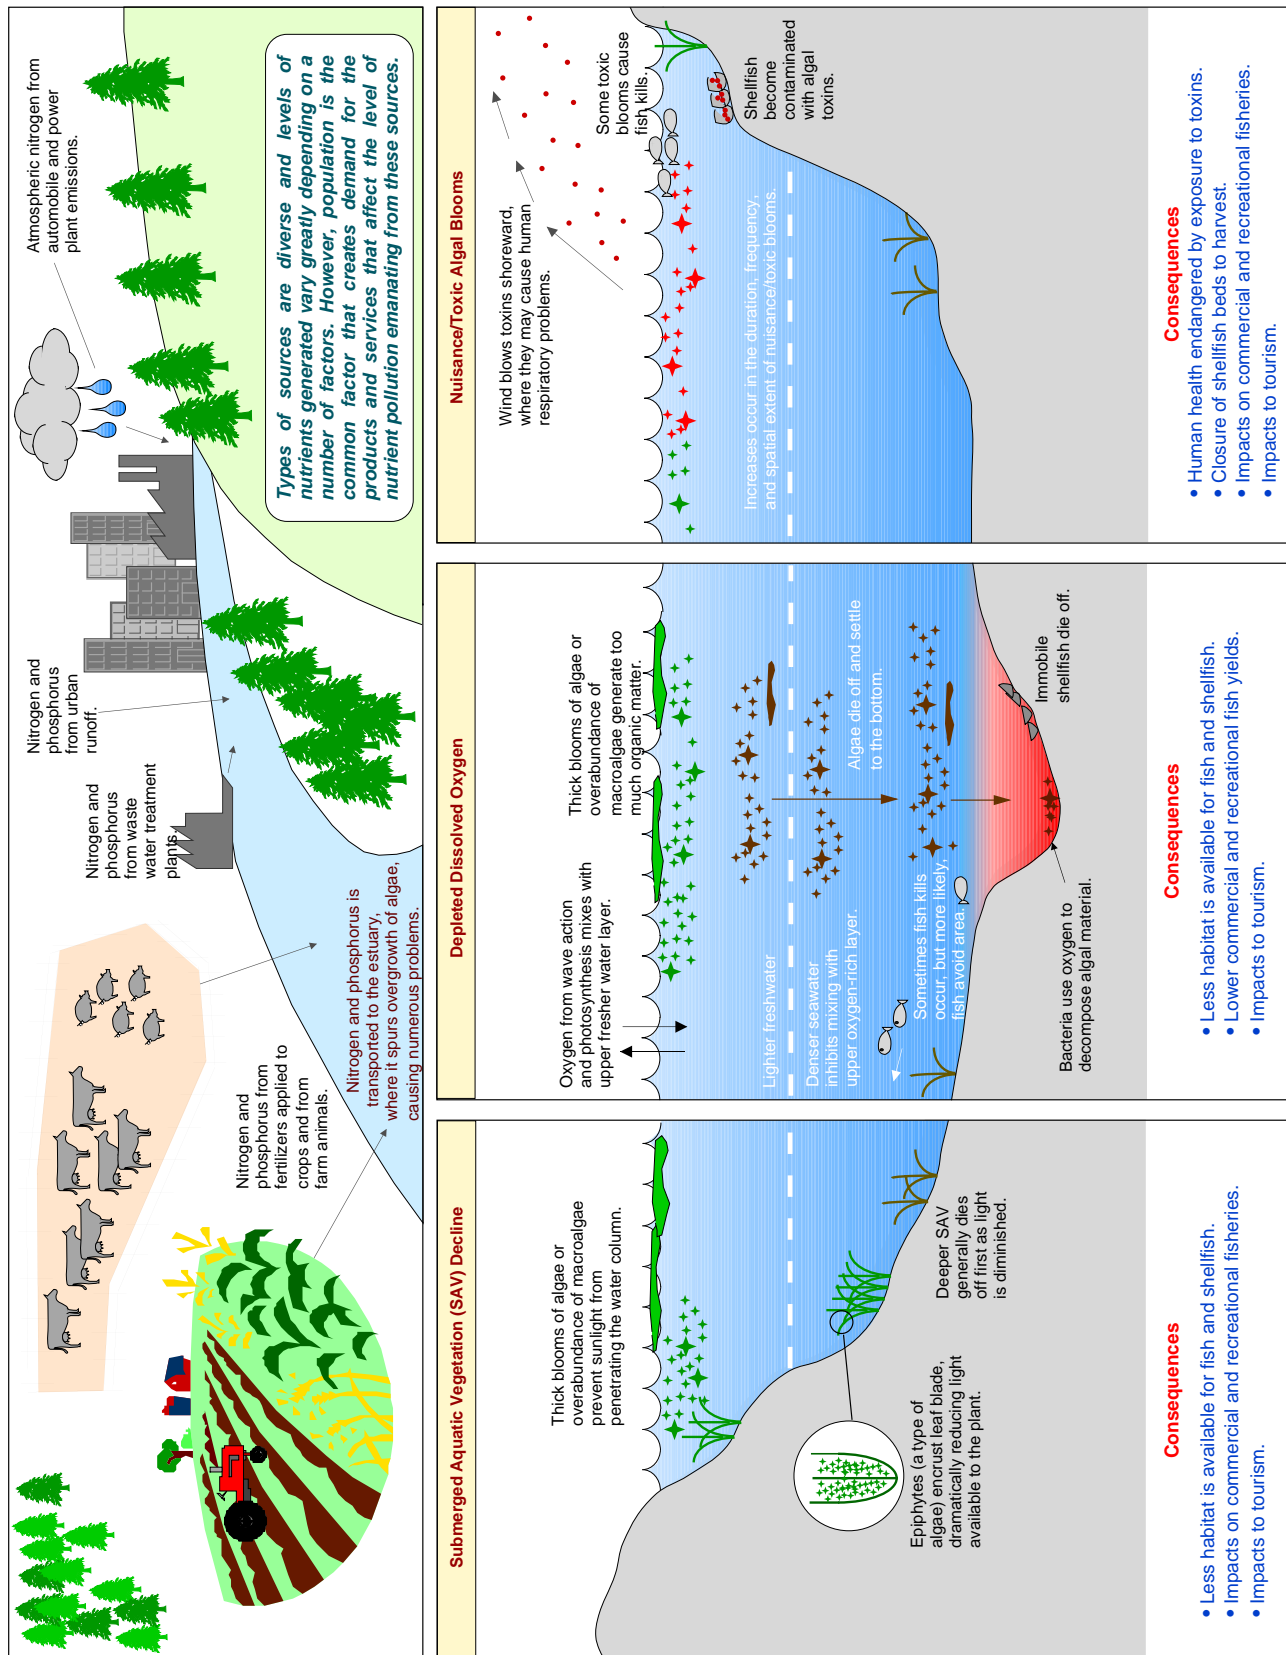 Nitrogen and
phosphorus from
fertilizers applied to
crops and from
farm animals.
Nitrogen and phosphorus is
transported to the estuary,
where it spurs overgrowth of algae,
causing numerous problems.
Nitrogen and
phosphorus
from waste
water treatment
plants.
Nitrogen and
phosphorus
from urban
runoff.
Atmospheric nitrogen from
automobile and power
plant emissions.
Types of sources are diverse and levels of
nutrients generated vary greatly depending on a
number of factors. However, population is the
common factor that creates demand for the
products and services that affect the level of
nutrient pollution emanating from these sources.
Submerged Aquatic Vegetation (SAV) Decline
Thick blooms of algae or
overabundance of macroalgae
prevent sunlight from
penetrating the water column.
Epiphytes (a type of
algae) encrust leaf blade,
dramatically reducing light
available to the plant.
Deeper SAV
generally dies
off first as light
is diminished.
Consequences
• Less habitat is available for fish and shellfish.
• Impacts on commercial and recreational fisheries.
• Impacts to tourism.
Depleted Dissolved Oxygen
Oxygen from wave action
and photosynthesis mixes with
upper fresher water layer.
Thick blooms of algae or
overabundance of
macroalgae generate too
much organic matter.
Lighter freshwater
Denser seawater
inhibits mixing with
upper oxygen-rich layer.
Algae die off and settle
to the bottom.
Sometimes fish kills
occur, but more likely,
fish avoid area.
Immobile
shellfish die off.
Bacteria use oxygen to
decompose algal material.
Consequences
• Less habitat is available for fish and shellfish.
• Lower commercial and recreational fish yields.
• Impacts to tourism.
Nuisance/Toxic Algal Blooms
Wind blows toxins shoreward,
where they may cause human
respiratory problems.
Some toxic
blooms cause
fish kills.
Shellfish
become
contaminated
with algal
toxins.
Increases occur in the duration, frequency,
and spatial extent of nuisance/toxic blooms.
Consequences
• Human health endangered by exposure to toxins.
• Closure of shellfish beds to harvest.
• Impacts on commercial and recreational fisheries.
• Impacts to tourism.